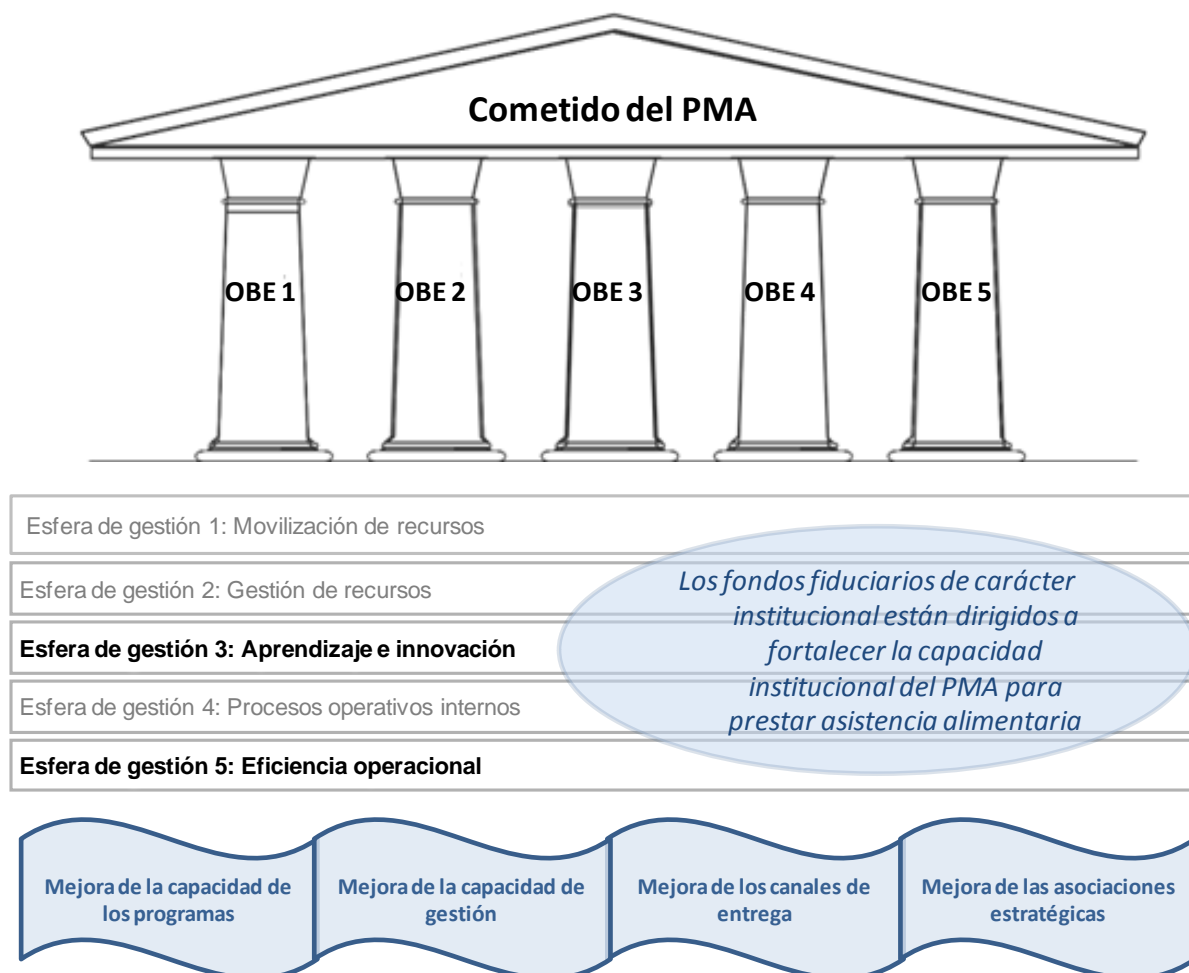 Cometido del PMA
OBE 1
OBE 2
OBE 3
OBE 4
OBE 5
Esfera de gestión 1: Movilización de recursos
Esfera de gestión 2: Gestión de recursos
Esfera de gestión 3: Aprendizaje e innovación
Esfera de gestión 4: Procesos operativos internos
Esfera de gestión 5: Eficiencia operacional
Los fondos fiduciarios de carácter
institucional están dirigidos a
fortalecer la capacidad
institucional del PMA para
prestar asistencia alimentaria
Mejora de la capacidad de
los programas
Mejora de la capacidad de
gestión
Mejora de los canales de
entrega
Mejora de las asociaciones
estratégicas